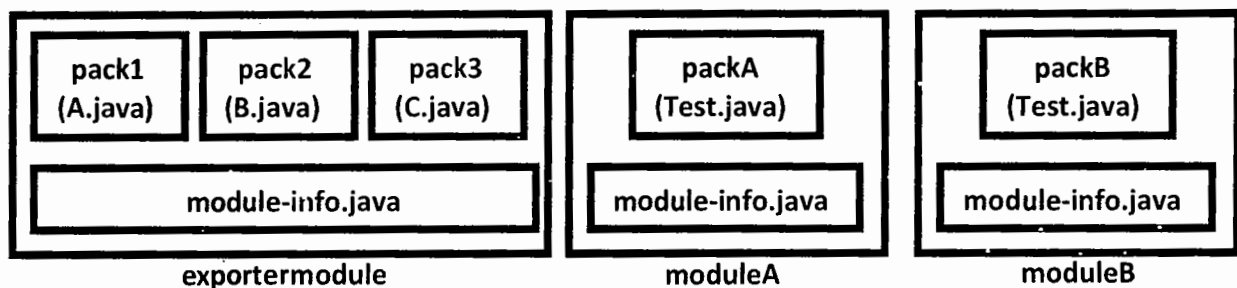 pack1
(A.java)
pack2
(B.java)
pack3
(C.java)
module-info.java
exportermodule
packA
(Test.java)
module-info.java
moduleA
packB
(Test.java)
module-info.java
moduleB